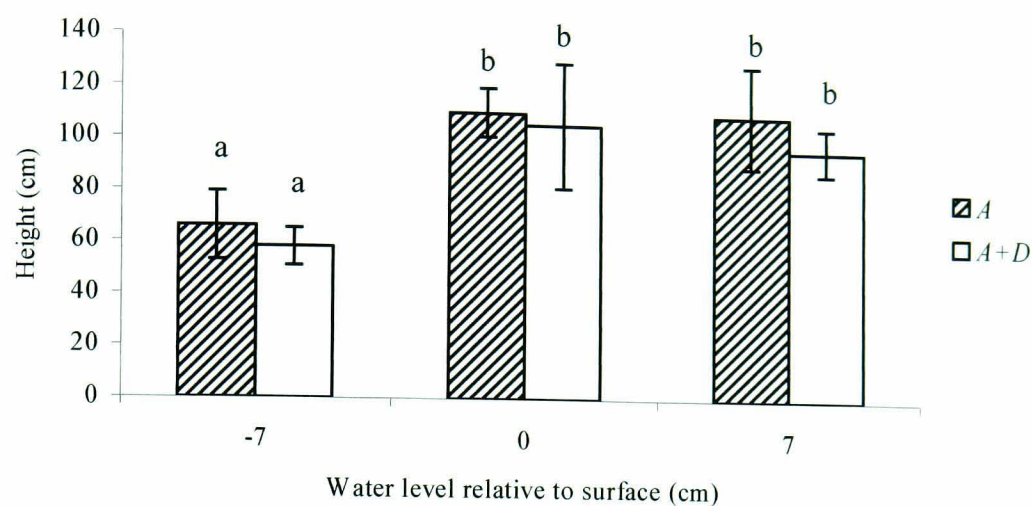 140
120
100
80
60
40
20
0
Height (cm)
a
a
b
b
b
b
A
A+D
-7
0
7
Water level relative to surface (cm)